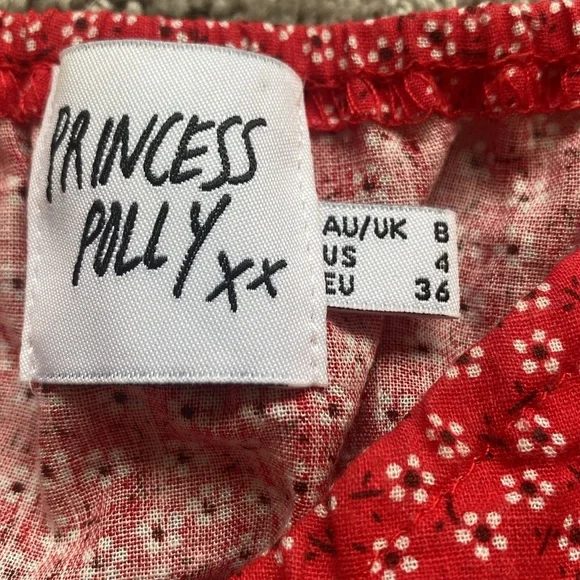 PRINCESS
POLLY
xx
AU/UK 8
US 4
EU 36